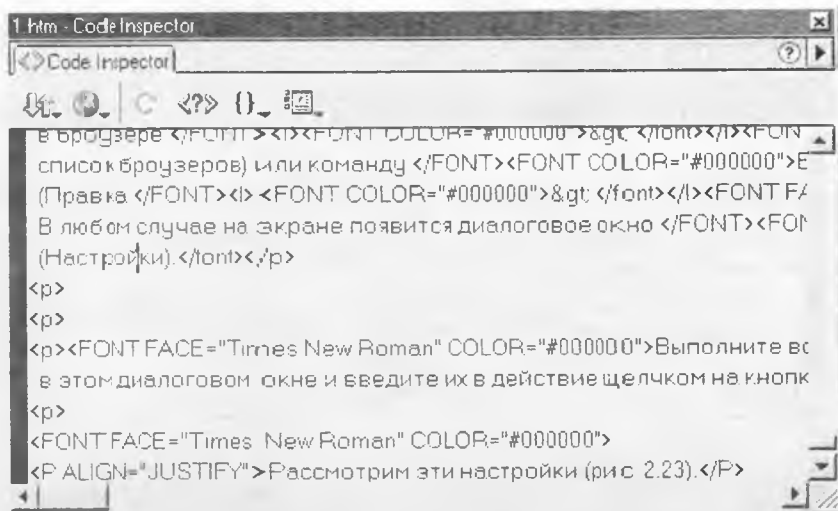 1.htm - Code Inspector
<> Code Inspector
в броузере </FONT><I><FONT COLOR="#000000">&gt; </font></I><FON
список броузеров) или команду </FONT><FONT COLOR="#000000">E
(Правка </FONT><I> <FONT COLOR="#000000">&gt; </font></I><FONT FA
В любом случае на экране появится диалоговое окно </FONT><FON
(Настройки).</font></p>
<p>
<p>
<p><FONT FACE="Times New Roman" COLOR="#000000">Выполните вс
в этом диалоговом окне и введите их в действие щелчком на кнопк
<p>
<FONT FACE="Times New Roman" COLOR="#000000">
<P ALIGN="JUSTIFY">Рассмотрим эти настройки (рис. 2.23).</P>